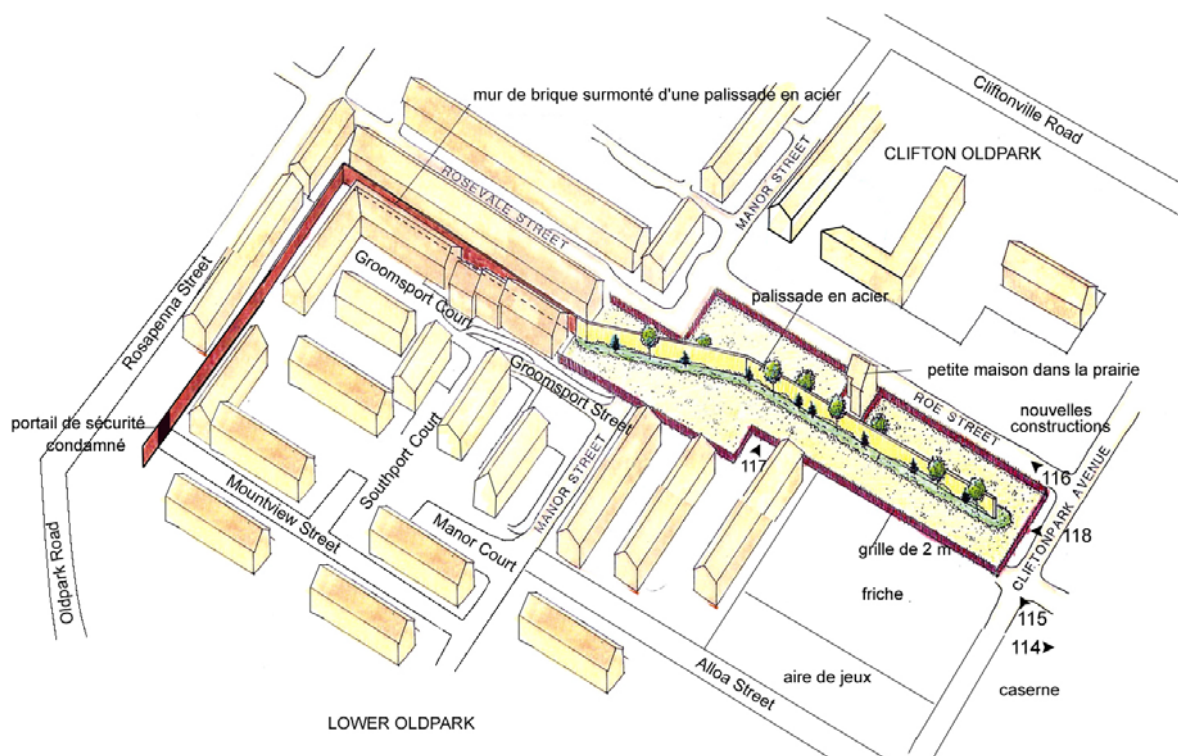 Cliftonville Road
mur de brique surmonté d'une palissade en acier
CLIFTON OLDPARK
MANOR STREET
ROSEVALE STREET
Rosapenna Street
Groomsport Court
palissade en acier
petite maison dans la prairie
ROE STREET
nouvelles
constructions
Groomsport Street
portail de sécurité
condamné
Southport Court
MANOR STREET
117
116
CLIFTONPARK AVENUE
118
Mountview Street
Manor Court
grille de 2 m
Oldpark Road
friche
115
114
Alloa Street
aire de jeux
caserne
LOWER OLDPARK